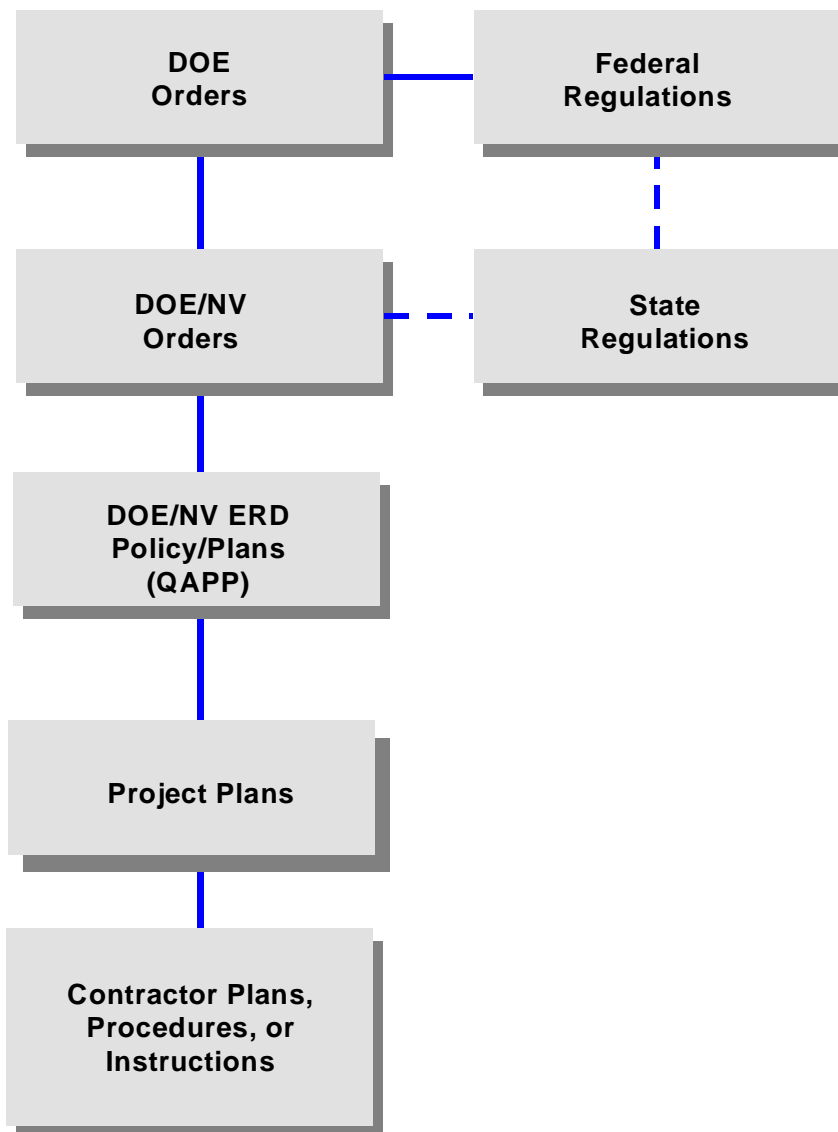 DOE
Orders
Federal
Regulations
DOE/NV
Orders
State
Regulations
DOE/NV ERD
Policy/Plans
(QAPP)
Project Plans
Contractor Plans,
Procedures, or
Instructions